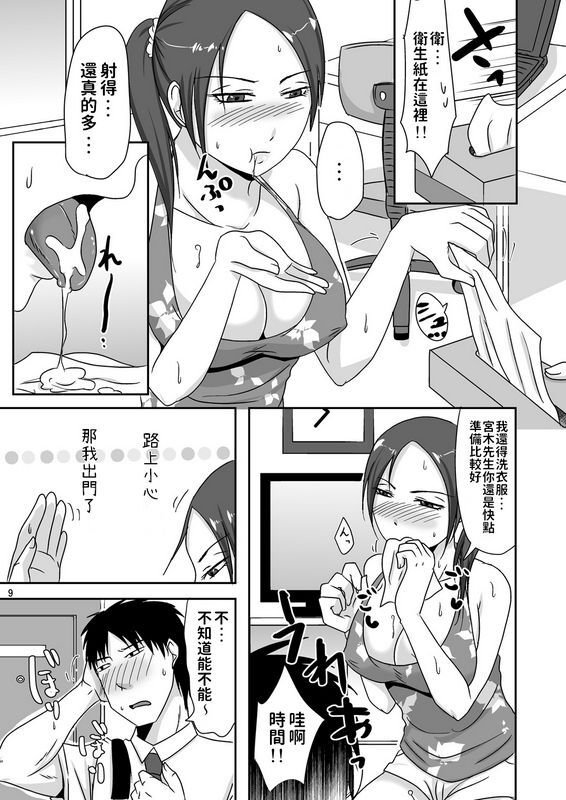 衛…
衛生紙在這裡!!
…
射得…
還真的多…
んぷ。
れー〜
我還得洗衣服…
宮木先生你還是快點
準備比較好
哇啊
時間!!
路上小心
那我出門了
不…
不知道能不能~
9